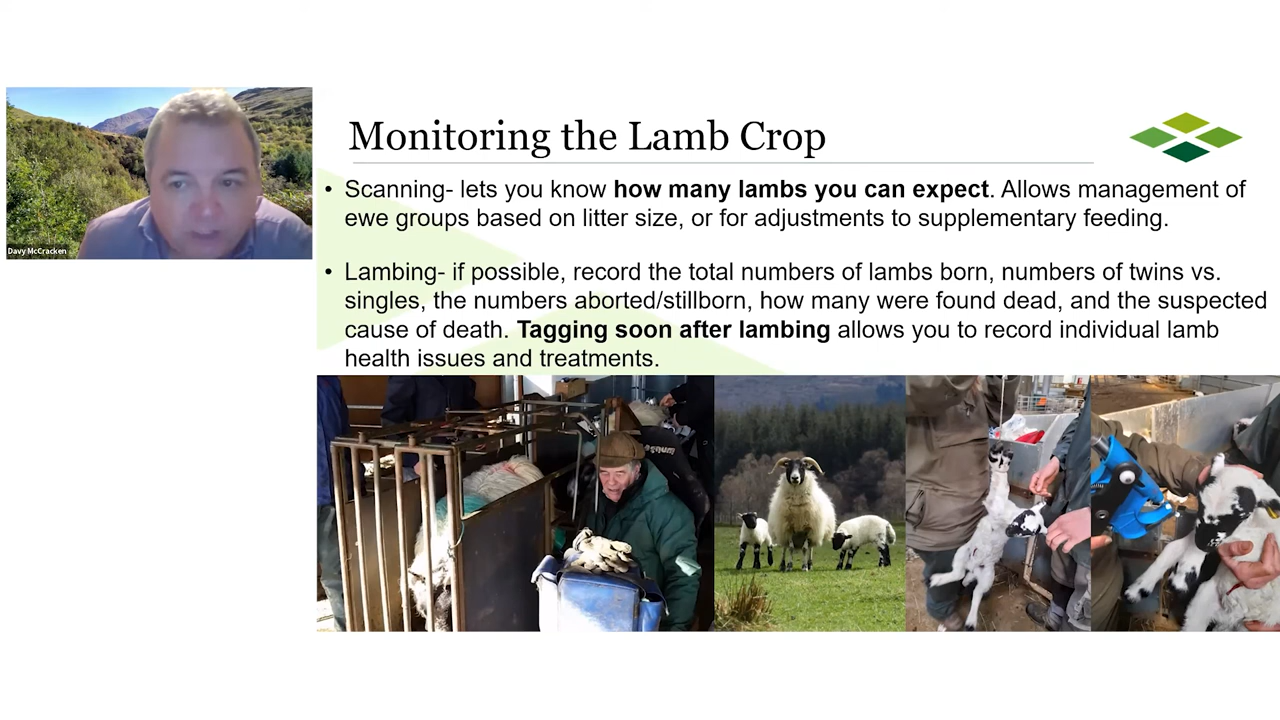 Monitoring the Lamb Crop
Davy McCracken
• Scanning- lets you know how many lambs you can expect. Allows management of
ewe groups based on litter size, or for adjustments to supplementary feeding.
• Lambing- if possible, record the total numbers of lambs born, numbers of twins vs.
singles, the numbers aborted/stillborn, how many were found dead, and the suspected
cause of death. Tagging soon after lambing allows you to record individual lamb
health issues and treatments.